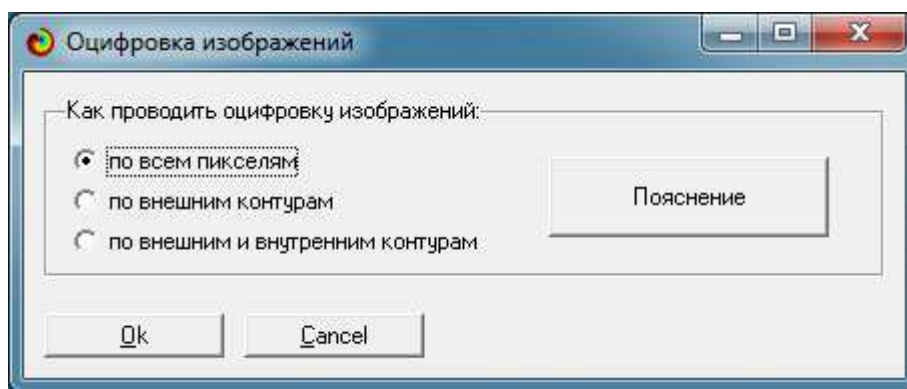 Оцифровка изображений
Как проводить оцифровку изображений:
по всем пикселям
по внешним контурам
Пояснение
по внешним и внутренним контурам
Ok
Cancel